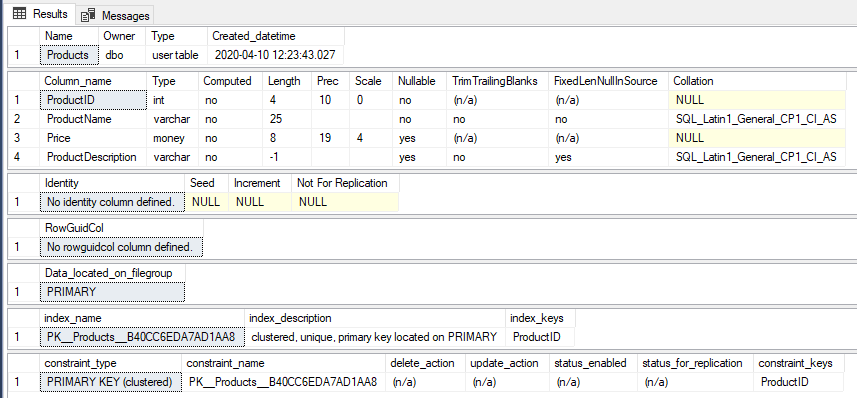 Results Messages
Name Owner Type Created_datetime
1 Products dbo user table 2020-04-10 12:23:43.027
Column_name Type Computed Length Prec Scale Nullable TrimTrailingBlanks FixedLenNullInSource Collation
1 ProductID int no 4 10 0 no (n/a) (n/a) NULL
2 ProductName varchar no 25 no no no SQL_Latin1_General_CP1_CI_AS
3 Price money no 8 19 4 yes (n/a) (n/a) NULL
4 ProductDescription varchar no -1 yes no yes SQL_Latin1_General_CP1_CI_AS
Identity Seed Increment Not For Replication
1 No identity column defined. NULL NULL NULL
RowGuidCol
1 No rowguidcol column defined.
Data_located_on_filegroup
1 PRIMARY
index_name index_description index_keys
1 PK__Products__B40CC6EDA7AD1AA8 clustered, unique, primary key located on PRIMARY ProductID
constraint_type constraint_name delete_action update_action status_enabled status_for_replication constraint_keys
1 PRIMARY KEY (clustered) PK__Products__B40CC6EDA7AD1AA8 (n/a) (n/a) (n/a) (n/a) ProductID